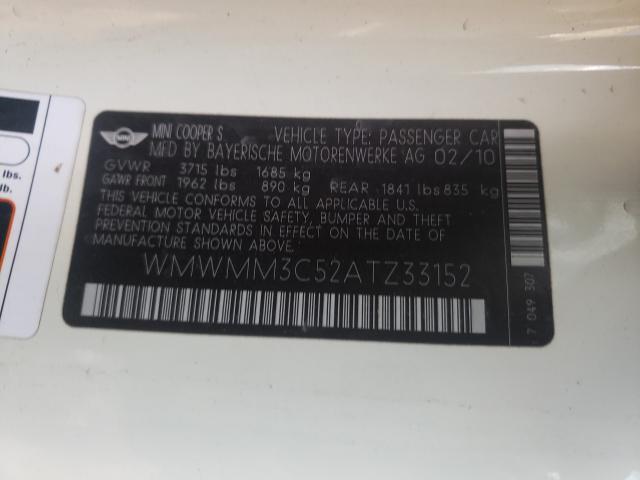 MINI
MINI COOPER S VEHICLE TYPE: PASSENGER CAR
MFD BY BAYERISCHE MOTORENWERKE AG 02/10
GVWR 3715 lbs 1685 kg
GAWR FRONT 1962 lbs 890 kg REAR 1841 lbs 835 kg
THIS VEHICLE CONFORMS TO ALL APPLICABLE U.S.
FEDERAL MOTOR VEHICLE SAFETY, BUMPER AND THEFT
PREVENTION STANDARDS IN EFFECT ON THE DATE OF
MANUFACTURE SHOWN ABOVE.
WMWMM3C52ATZ33152
7 049 307
lbs.
lb.